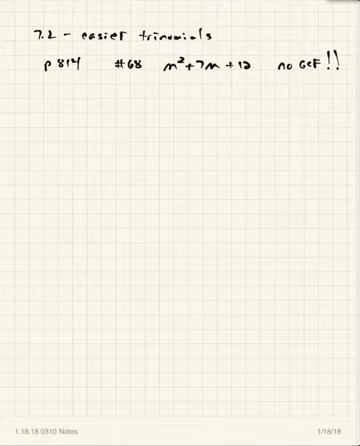 7.2 - easier trinomials
p 814 #68 m²+7m+12 no GCF!!
1.18.18 0310 Notes 1/18/18